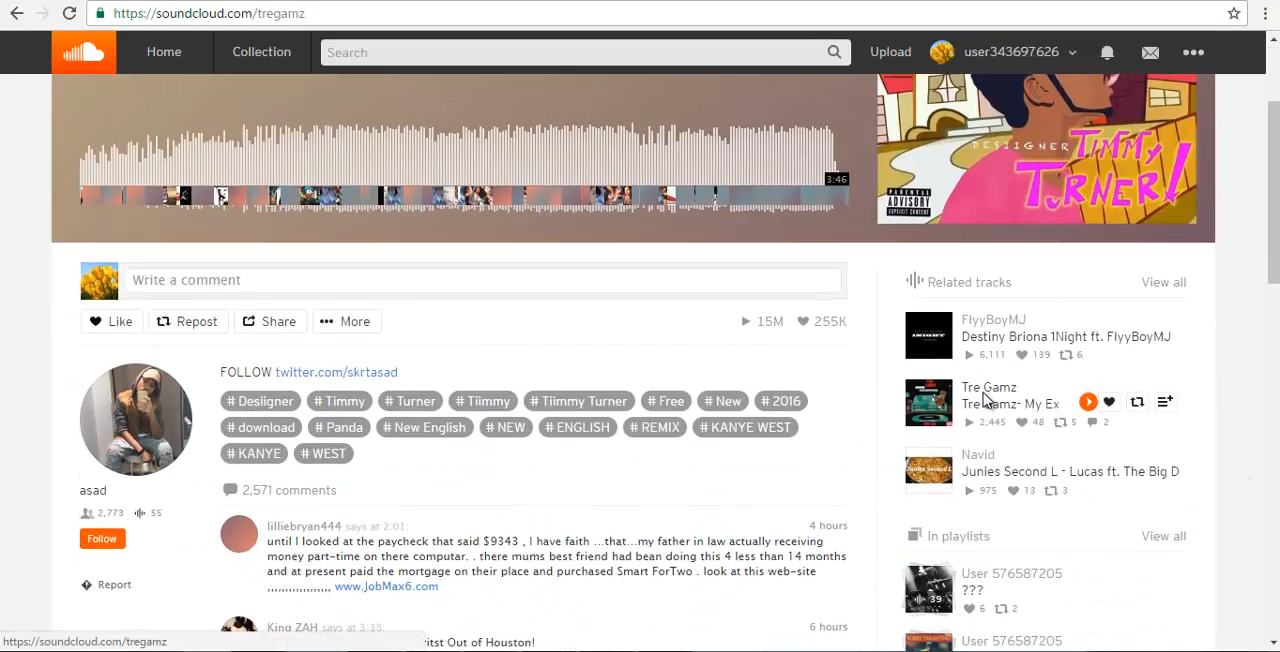 https://soundcloud.com/tregamz
Home
Collection
Search
Upload
user343697626
DESIIGNER
TIMMY
TURNER!
PARENTAL
ADVISORY
EXPLICIT CONTENT
3:46
Write a comment
Like
Repost
Share
More
15M
255K
asad
2,773
55
Follow
Report
FOLLOW twitter.com/skrtasad
# Desiigner
# Timmy
# Turner
# Tiimmy
# Tiimmy Turner
# Free
# New
# 2016
# download
# Panda
# New English
# NEW
# ENGLISH
# REMIX
# KANYE WEST
# KANYE
# WEST
2,571 comments
lilliebryan444 says at 2:01:
4 hours
until I looked at the paycheck that said $9343 , I have faith ...that...my father in law actually receiving
money part-time on there computar. . there mums best friend had been doing this 4 less than 14 months
and at present paid the mortgage on their place and purchased Smart ForTwo . look at this web-site
,,,,,,,,,,,,,,,,,, www.JobMax6.com
King ZAH says at 3:38:
6 hours
ritst Out of Houston!
Related tracks
View all
FlyyBoyMJ
Destiny Briona 1Night ft. FlyyBoyMJ
6,111
139
6
Tre Gamz
Tre Gamz- My Ex
2,445
48
5
2
Navid
Junies Second L - Lucas ft. The Big D
975
13
3
In playlists
View all
39
User 576587205
???
6
2
User 576587205
https://soundcloud.com/tregamz